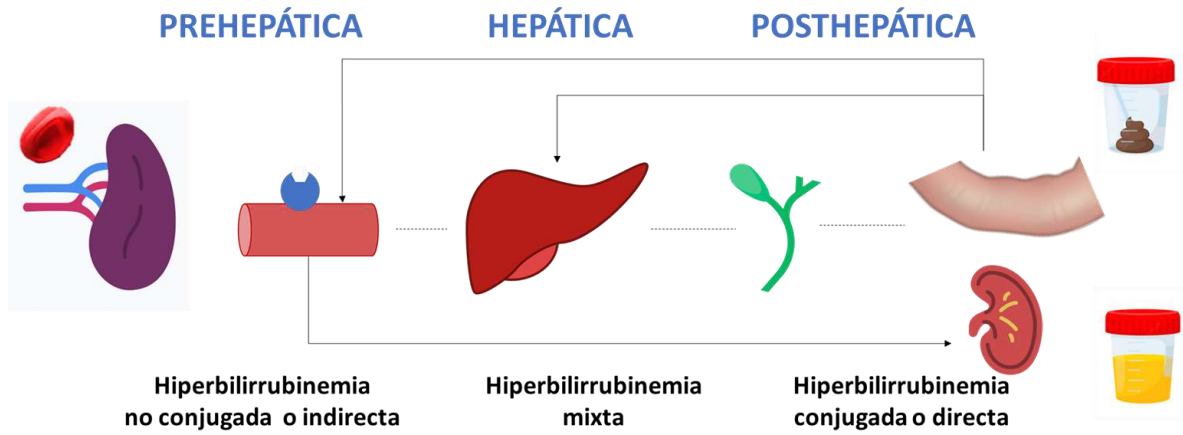 PREHEPÁTICA
HEPÁTICA
POSTHEPÁTICA
Hiperbilirrubinemia
no conjugada o indirecta
Hiperbilirrubinemia
mixta
Hiperbilirrubinemia
conjugada o directa